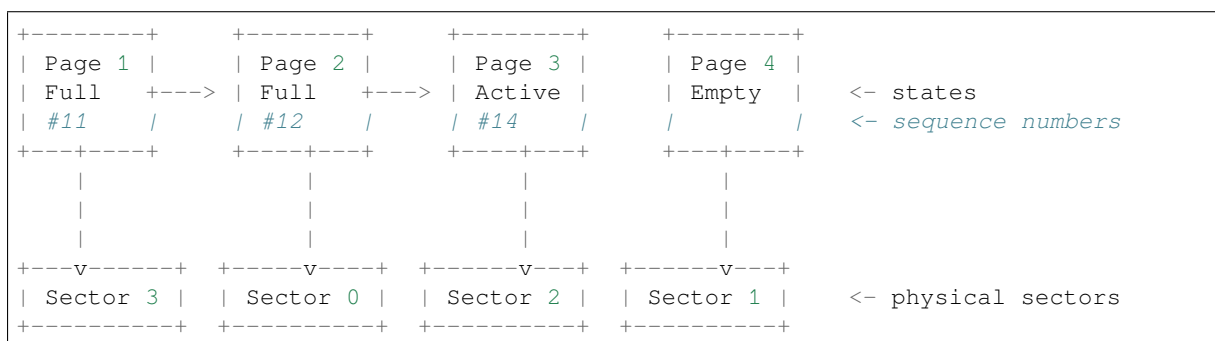 +--------+     +--------+     +--------+     +--------+
| Page 1 |     | Page 2 |     | Page 3 |     | Page 4 |
| Full   +---> | Full   +---> | Active |     | Empty  |   <- states
| #11    |     | #12    |     | #14    |     |        |   <- sequence numbers
+---+----+     +----+---+     +----+---+     +---+----+
    |               |              |             |
    |               |              |             |
    |               |              |             |
+---v------+  +-----v----+  +------v---+  +------v---+
| Sector 3 |  | Sector 0 |  | Sector 2 |  | Sector 1 |    <- physical sectors
+----------+  +----------+  +----------+  +----------+